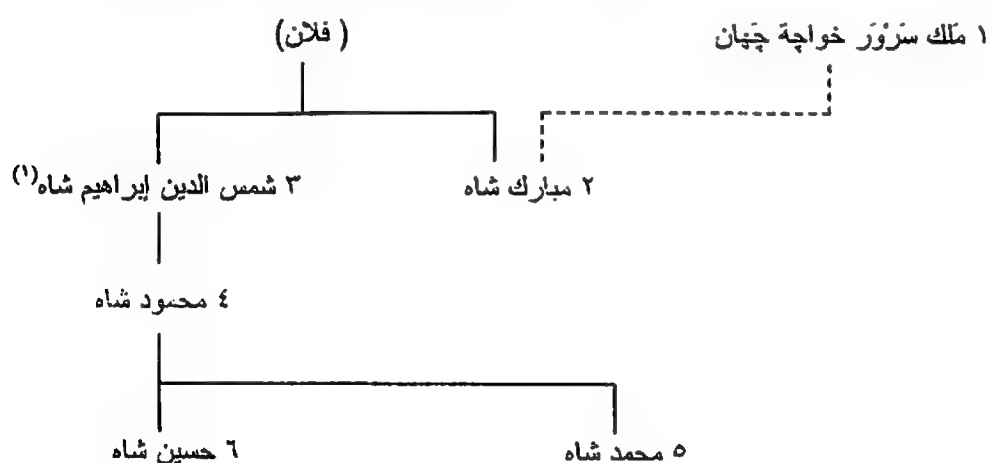 ١ مَلك سَرْوَر خواجة جَهان
(فلان)
٢ مبارك شاه
٣ شمس الدين إبراهيم شاه(١)
٤ محمود شاه
٥ محمد شاه
٦ حسين شاه